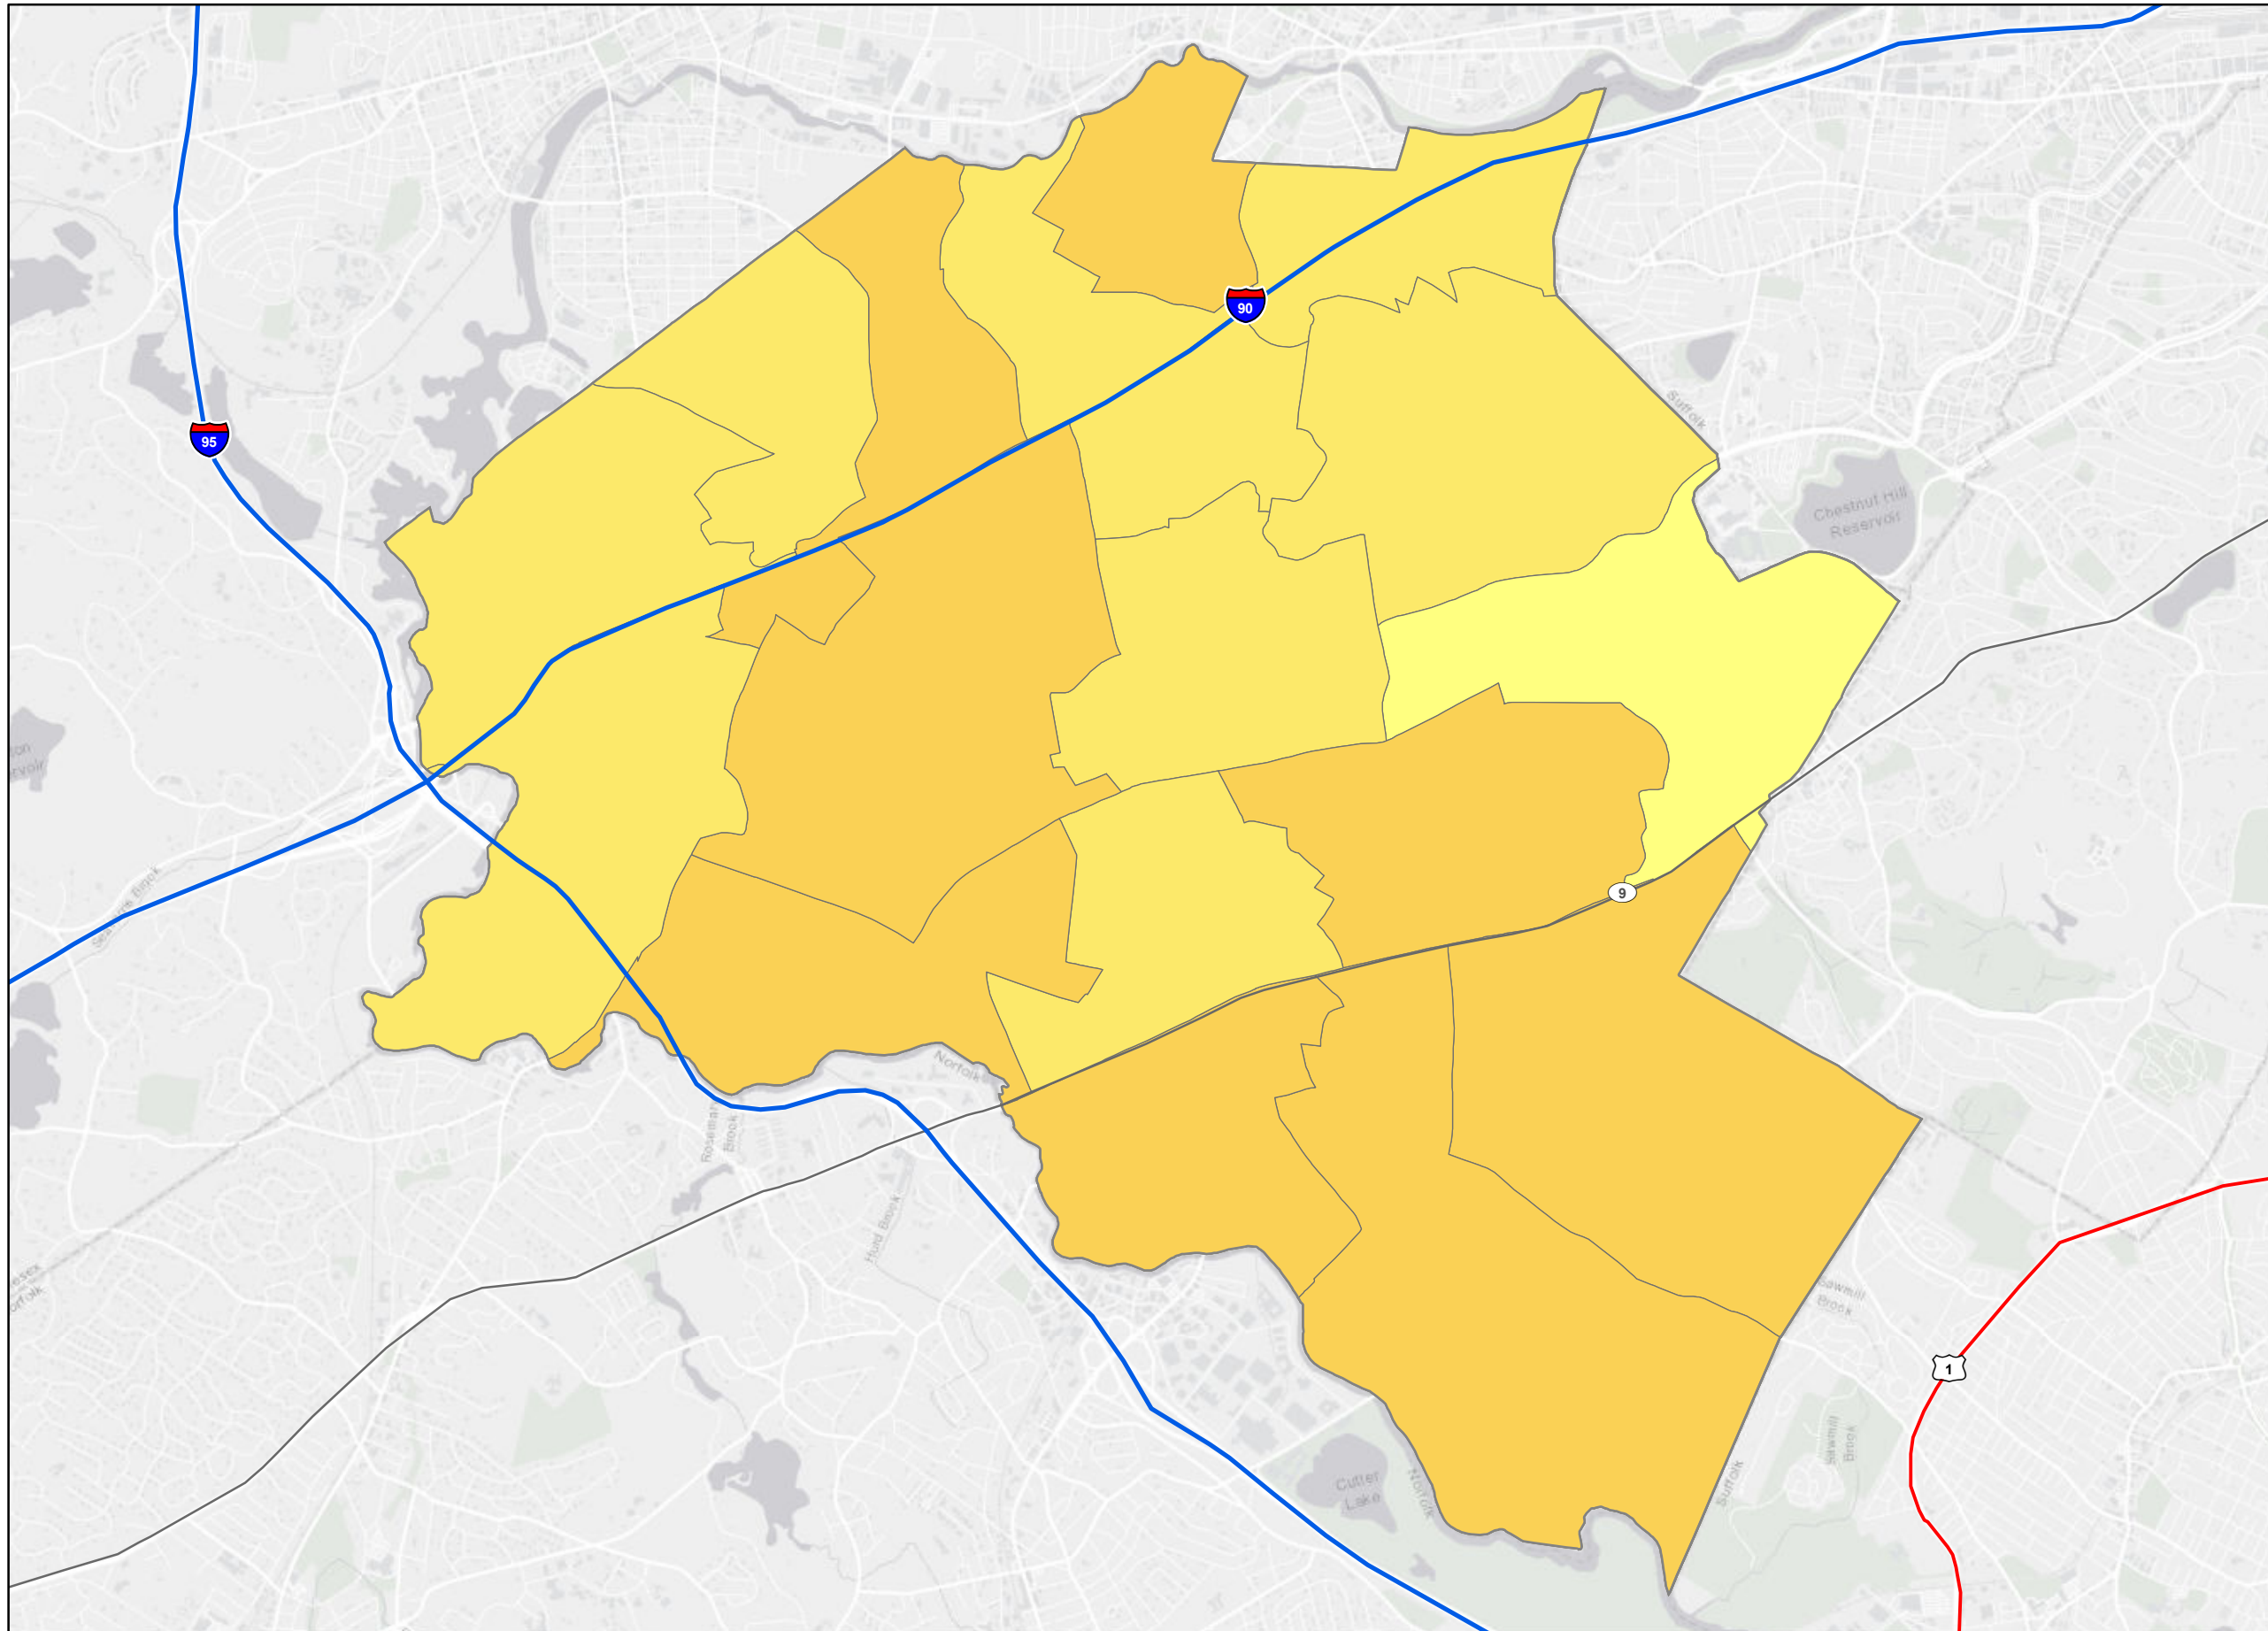 90
95
Suffolk
Chestnut Hill
Reservoir
9
Norfolk
Brook
Hurd Brook
Sawmill
Brook
1
Cutter
Lake
Norfolk
Sawmill
Brook
Suffolk